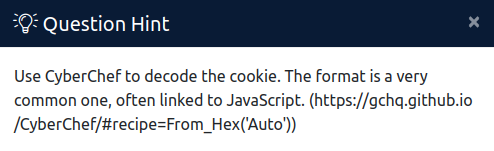 Question Hint
×
Use CyberChef to decode the cookie. The format is a very
common one, often linked to JavaScript. (https://gchq.github.io
/CyberChef/#recipe=From_Hex('Auto'))